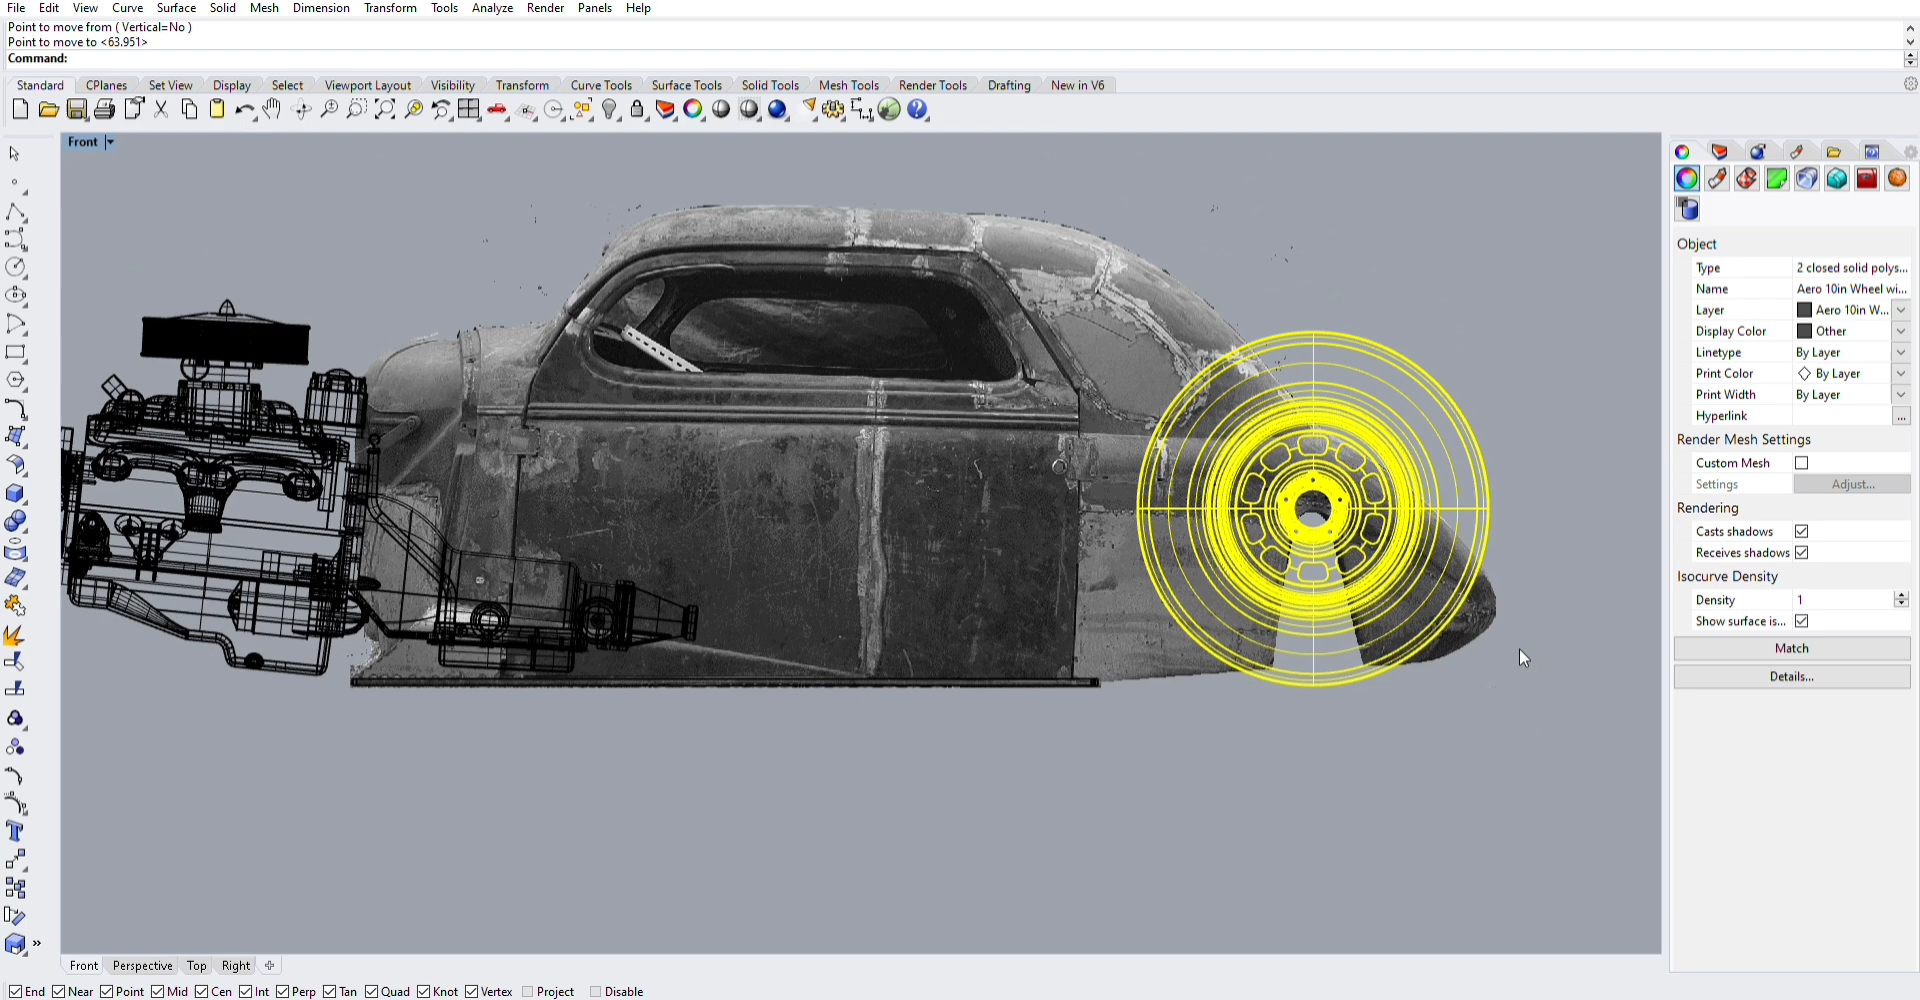 File Edit View Curve Surface Solid Mesh Dimension Transform Tools Analyze Render Panels Help
Point to move from ( Vertical=No )
Point to move to <63.951>
Command:
Standard CPlanes Set View Display Select Viewport Layout Visibility Transform Curve Tools Surface Tools Solid Tools Mesh Tools Render Tools Drafting New in V6
Front
Object
Type 2 closed solid polys...
Name Aero 10in Wheel wi...
Layer Aero 10in W...
Display Color Other
Linetype By Layer
Print Color By Layer
Print Width By Layer
Hyperlink ...
Render Mesh Settings
Custom Mesh
Settings Adjust...
Rendering
Casts shadows
Receives shadows
Isocurve Density
Density 1
Show surface is...
Match
Details...
Front Perspective Top Right
End Near Point Mid Cen Int Perp Tan Quad Knot Vertex Project Disable